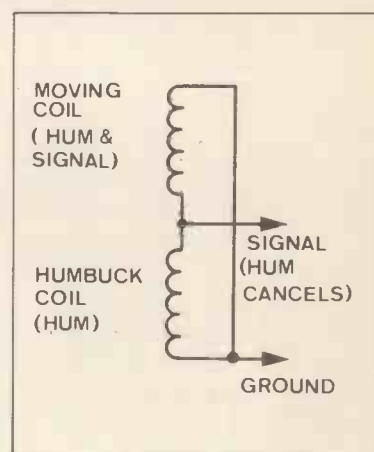 MOVING
COIL
( HUM &
SIGNAL)
SIGNAL
(HUM
CANCELS)
HUMBUCK
COIL
(HUM)
GROUND